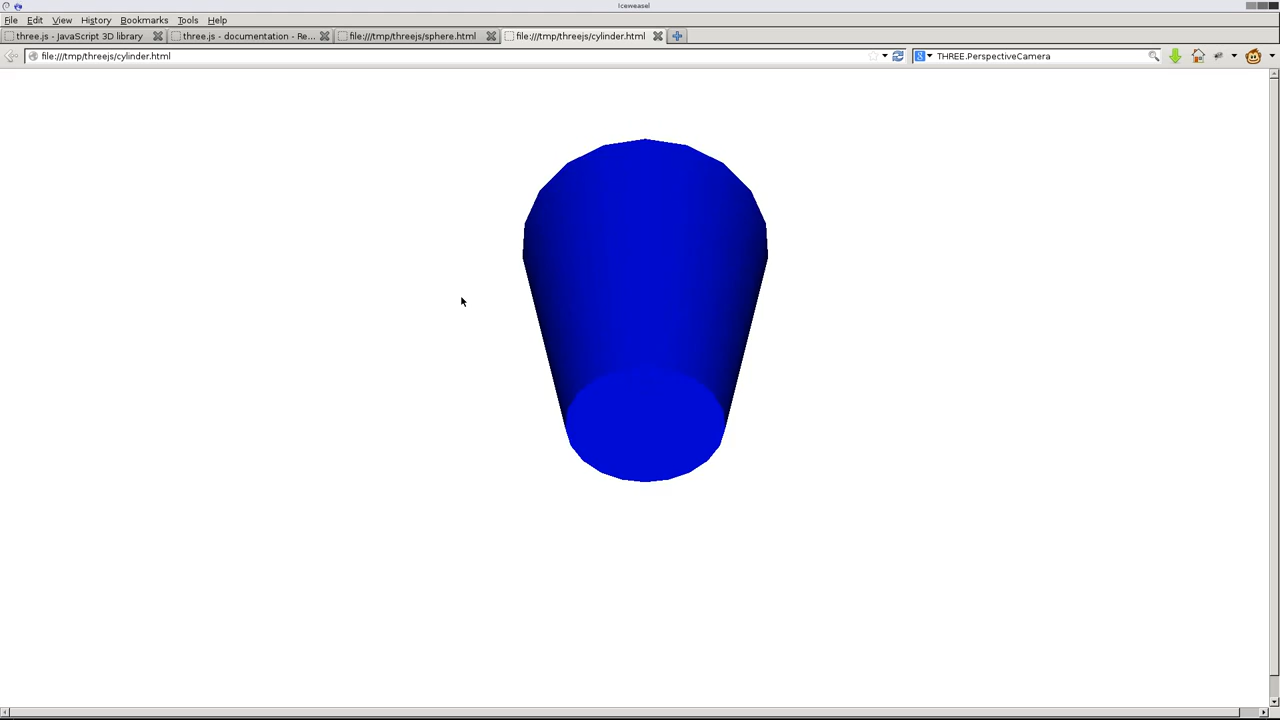 Iceweasel
File Edit View History Bookmarks Tools Help
three.js - JavaScript 3D library three.js - documentation - Re... file:///tmp/threejs/sphere.html file:///tmp/threejs/cylinder.html
file:///tmp/threejs/cylinder.html THREE.PerspectiveCamera